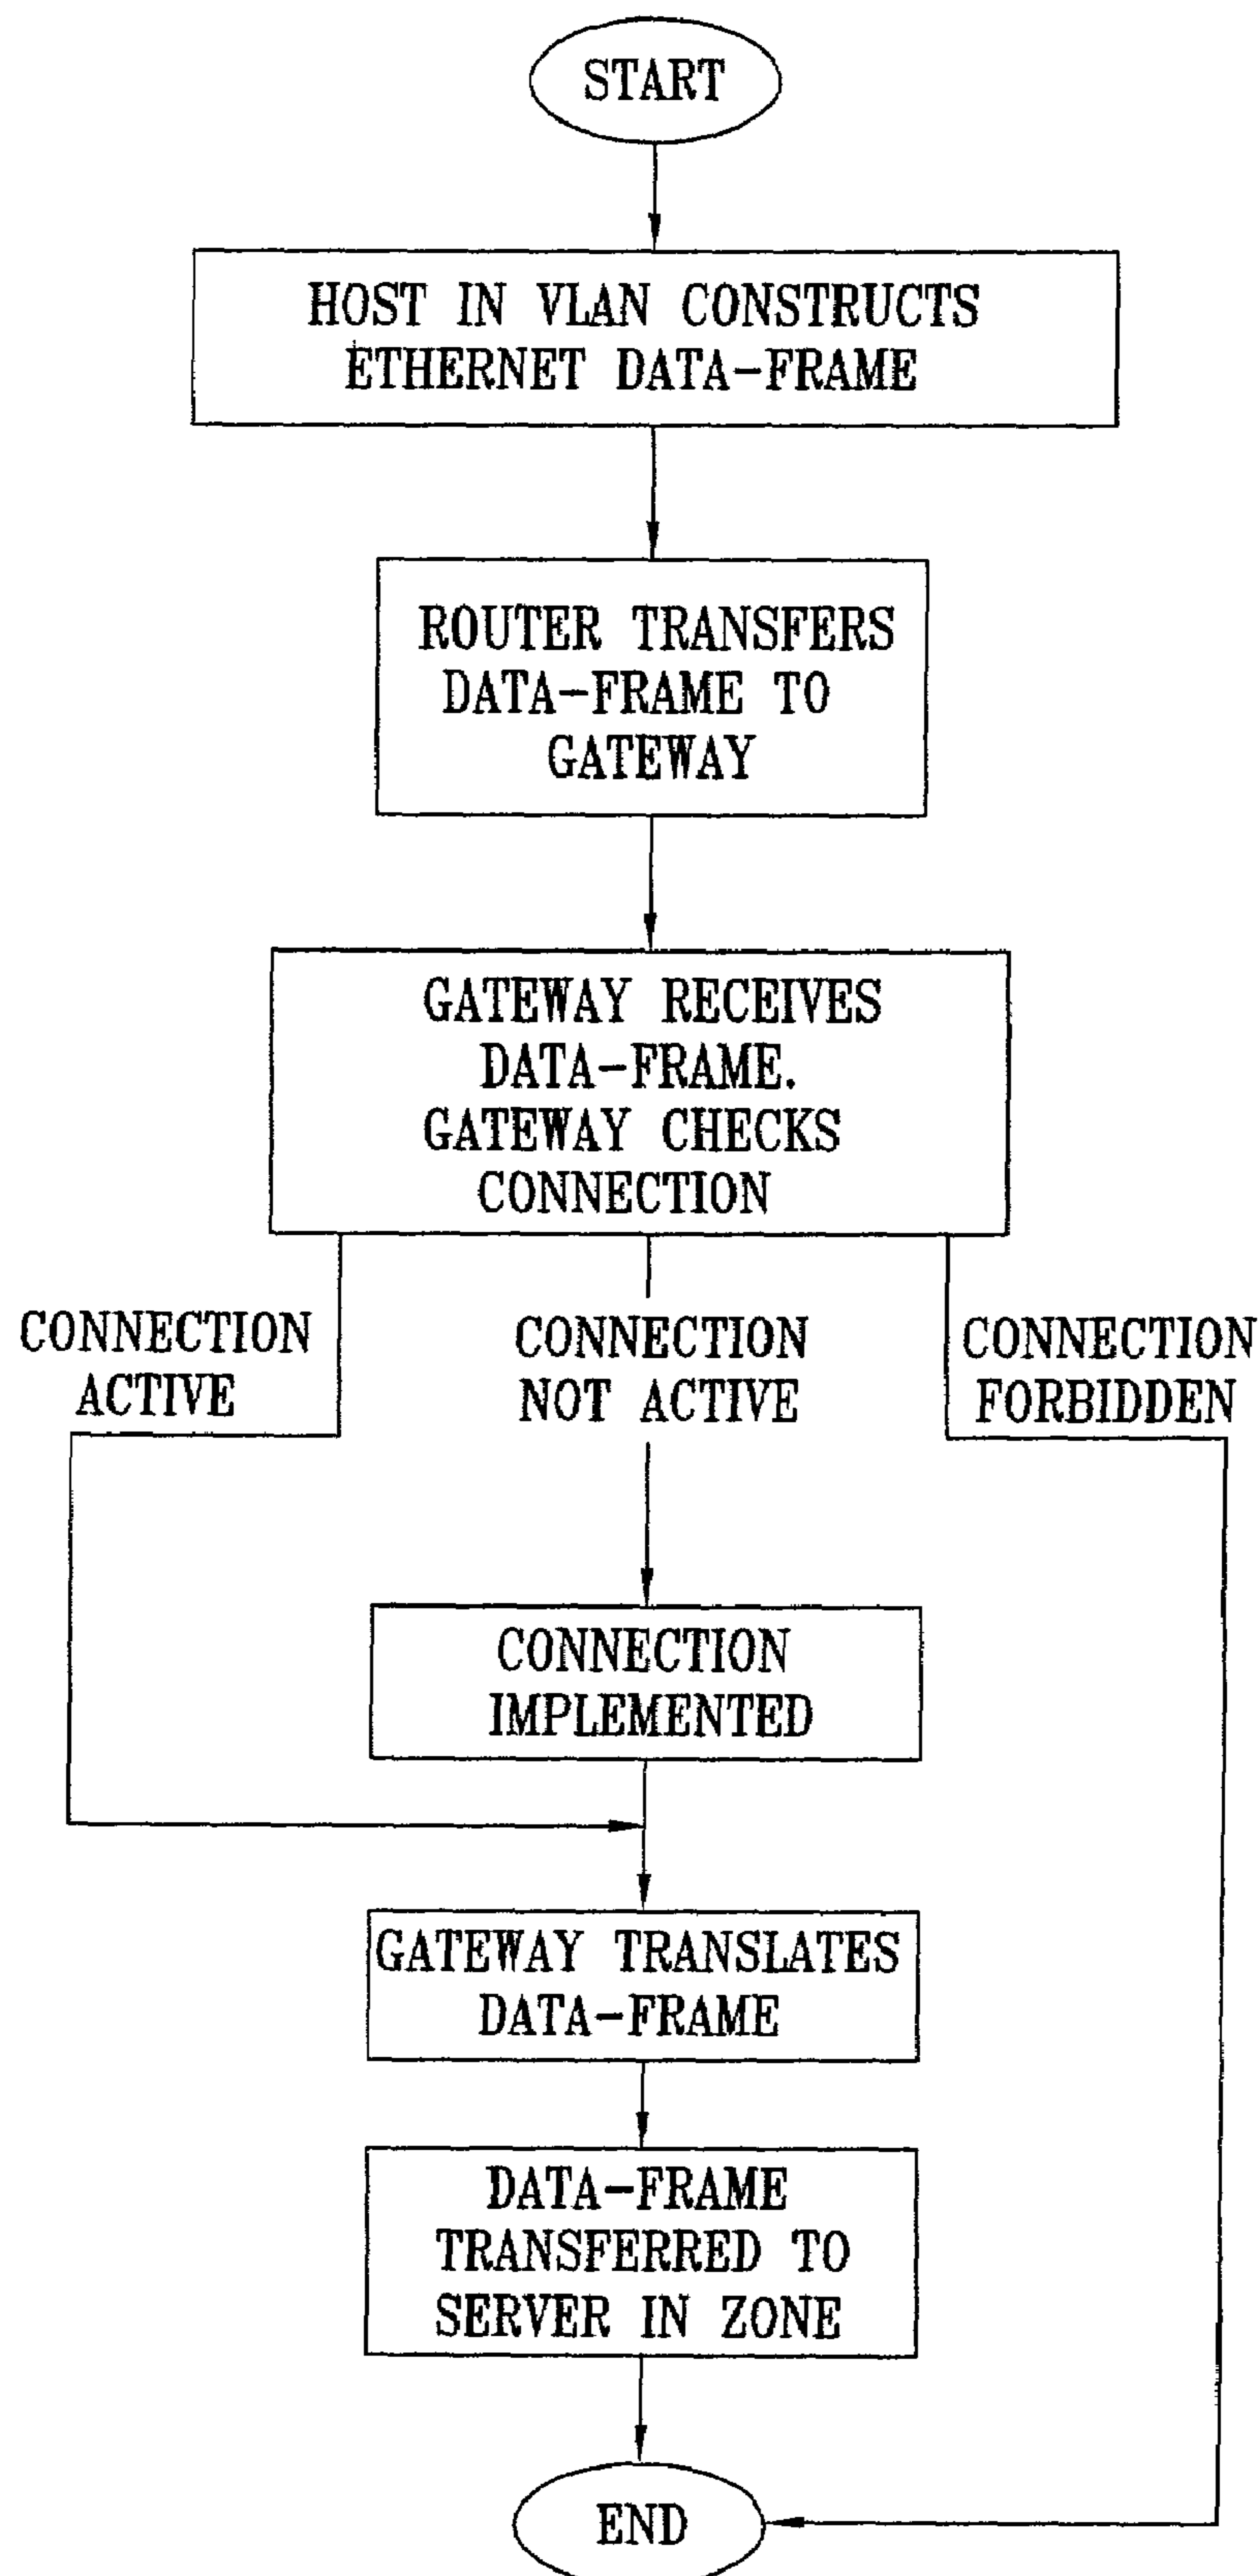 START
HOST IN VLAN CONSTRUCTS
ETHERNET DATA-FRAME
ROUTER TRANSFERS
DATA-FRAME TO
GATEWAY
GATEWAY RECEIVES
DATA-FRAME.
GATEWAY CHECKS
CONNECTION
CONNECTION
ACTIVE
CONNECTION
NOT ACTIVE
CONNECTION
FORBIDDEN
CONNECTION
IMPLEMENTED
GATEWAY TRANSLATES
DATA-FRAME
DATA-FRAME
TRANSFERRED TO
SERVER IN ZONE
END